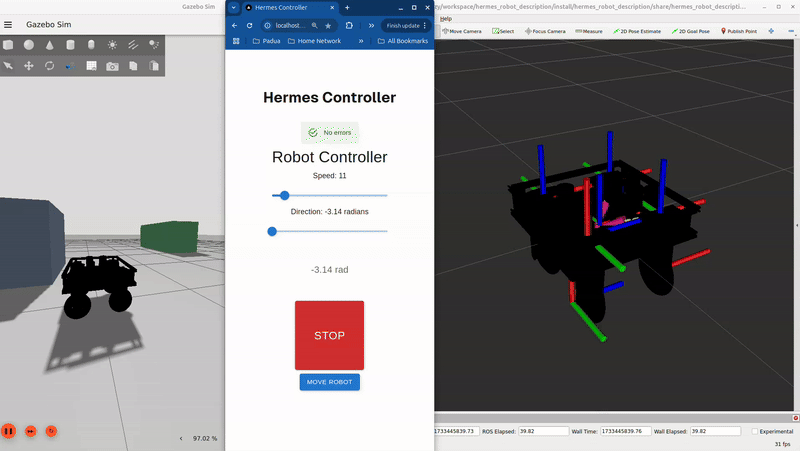 Gazebo Sim
Gazebo Sim
97.02 %
Hermes Controller
localhost...
Finish update
Padua
Home Network
»
All Bookmarks
Hermes Controller
No errors
Robot Controller
Speed: 11
Direction: -3.14 radians
-3.14 rad
STOP
MOVE ROBOT
ey/workspace/hermes_robot_description/install/hermes_robot_description/share/hermes_robot_descripti...
Help
Move Camera
Select
Focus Camera
Measure
2D Pose Estimate
2D Goal Pose
Publish Point
1733445839.73
ROS Elapsed:
39.82
Wall Time:
1733445839.76
Wall Elapsed:
39.82
Experimental
31 fps